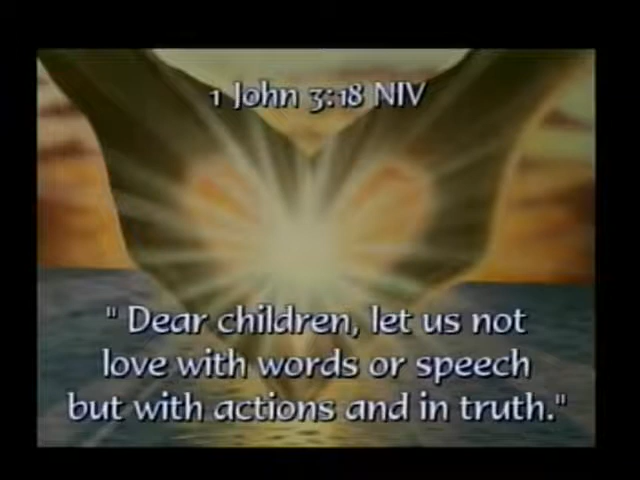 1 John 3:18 NIV
" Dear children, let us not
love with words or speech
but with actions and in truth."